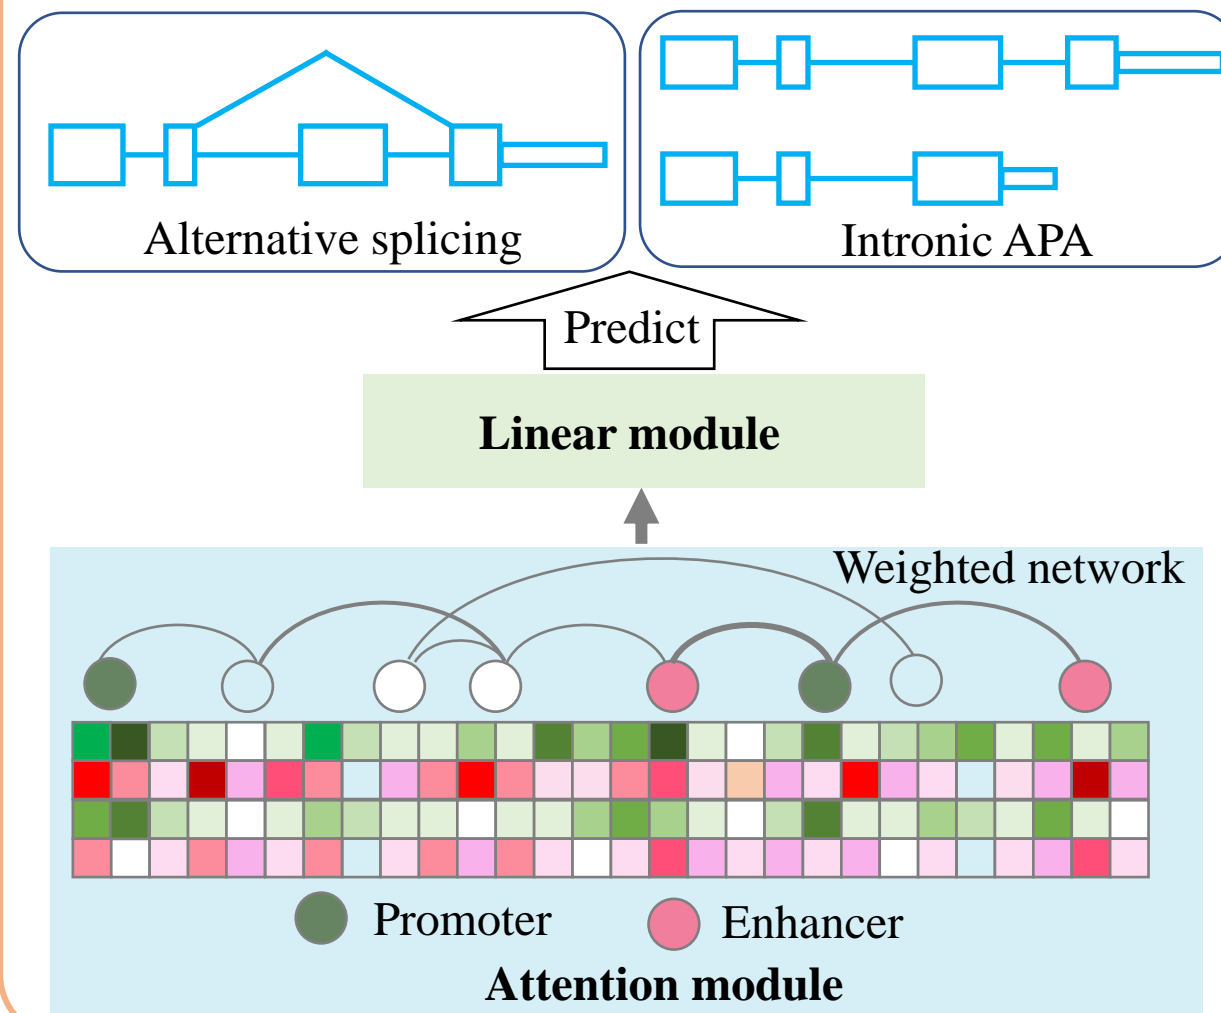 Alternative splicing
Intronic APA
Predict
Linear module
Weighted network
Promoter
Enhancer
Attention module